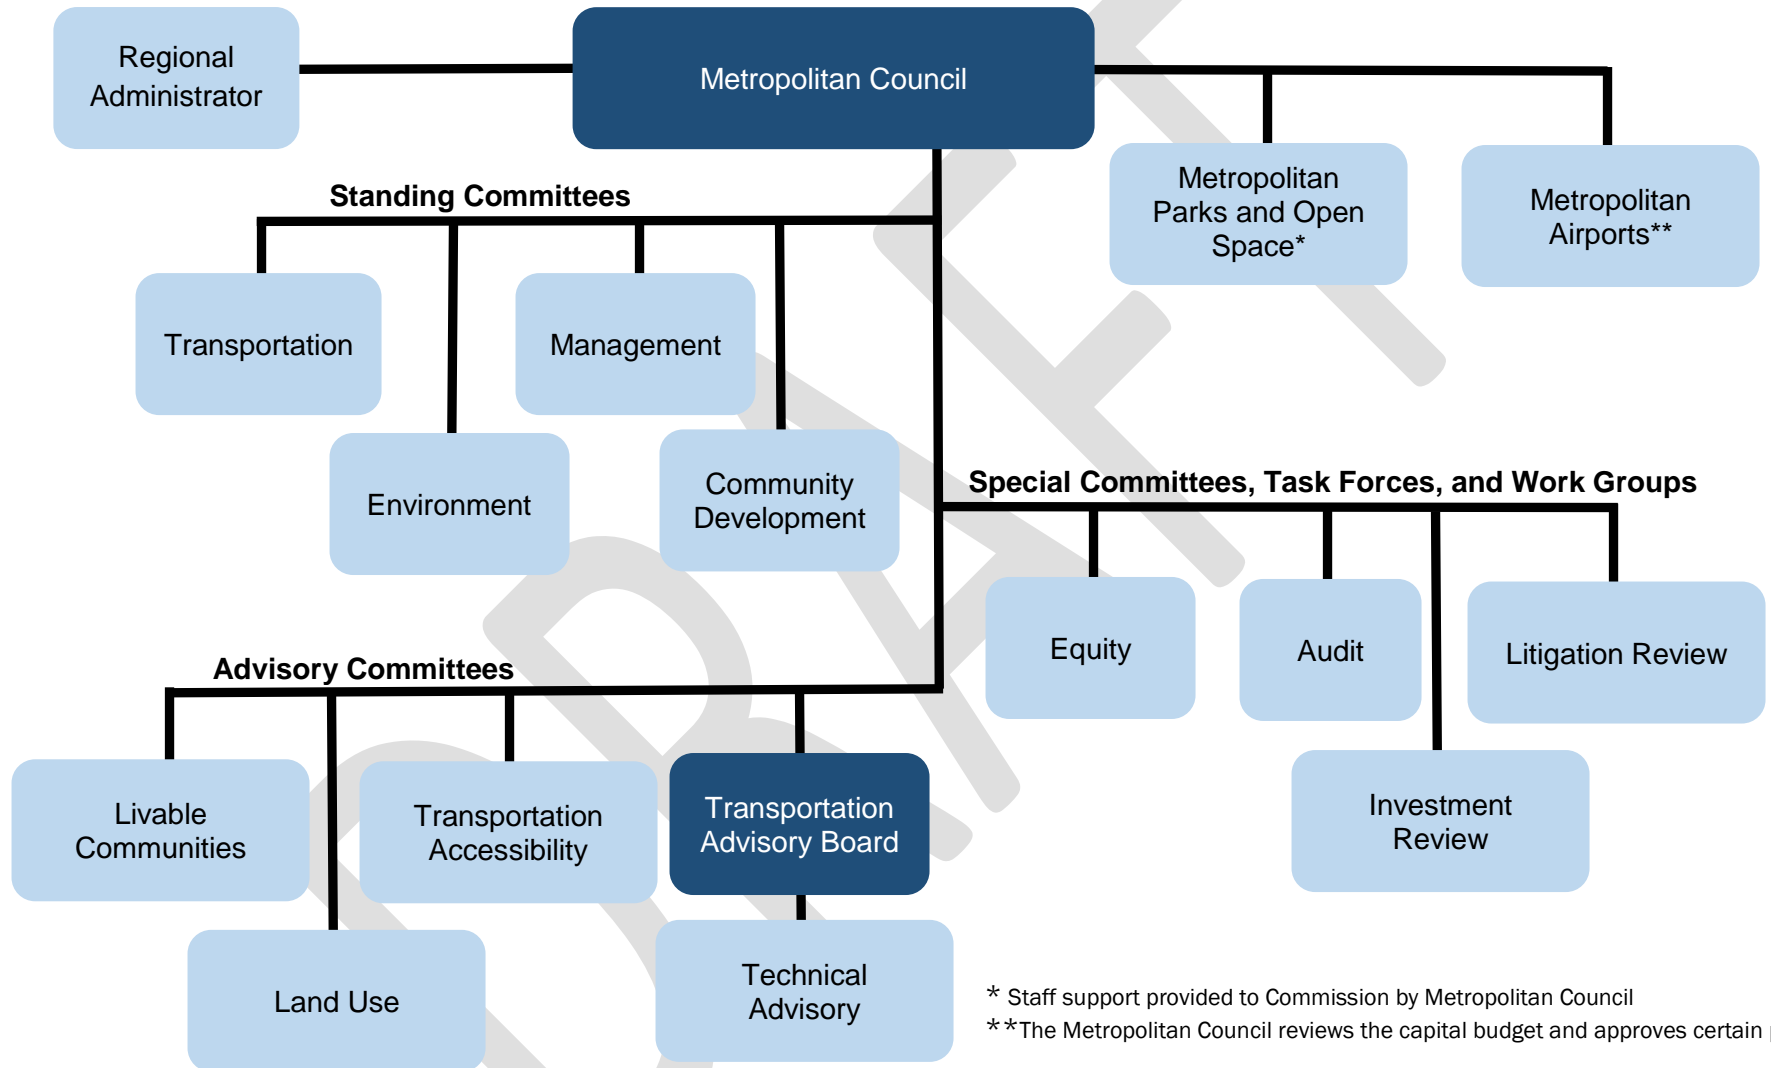 Regional
Administrator
Metropolitan Council
Metropolitan
Parks and Open
Space*
Metropolitan
Airports**
Standing Committees
Transportation
Management
Environment
Community
Development
Special Committees, Task Forces, and Work Groups
Equity
Audit
Litigation Review
Investment
Review
Advisory Committees
Livable
Communities
Transportation
Accessibility
Transportation
Advisory Board
Land Use
Technical
Advisory
* Staff support provided to Commission by Metropolitan Council
**The Metropolitan Council reviews the capital budget and approves certain
DRAFT